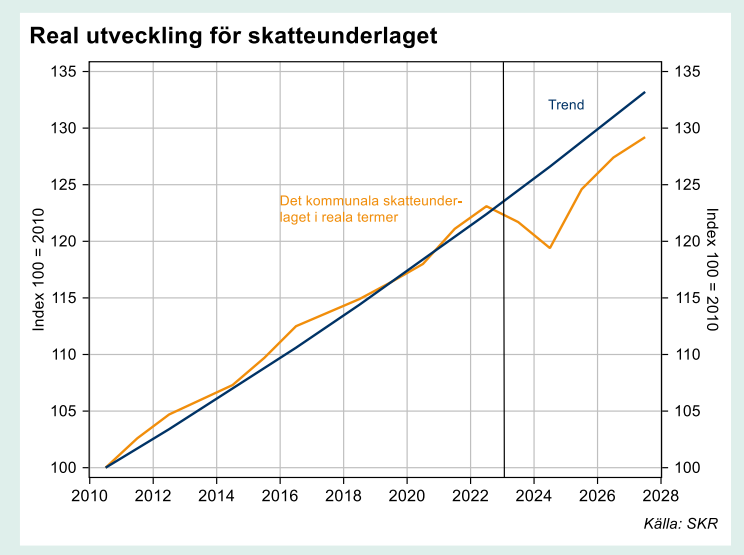 Real utveckling för skatteunderlaget
135
130
125
120
115
110
105
100
Index 100 = 2010
Trend
Det kommunala skatteunder-
laget i reala termer
135
130
125
120
115
110
105
100
Index 100 = 2010
2010 2012 2014 2016 2018 2020 2022 2024 2026 2028
Källa: SKR